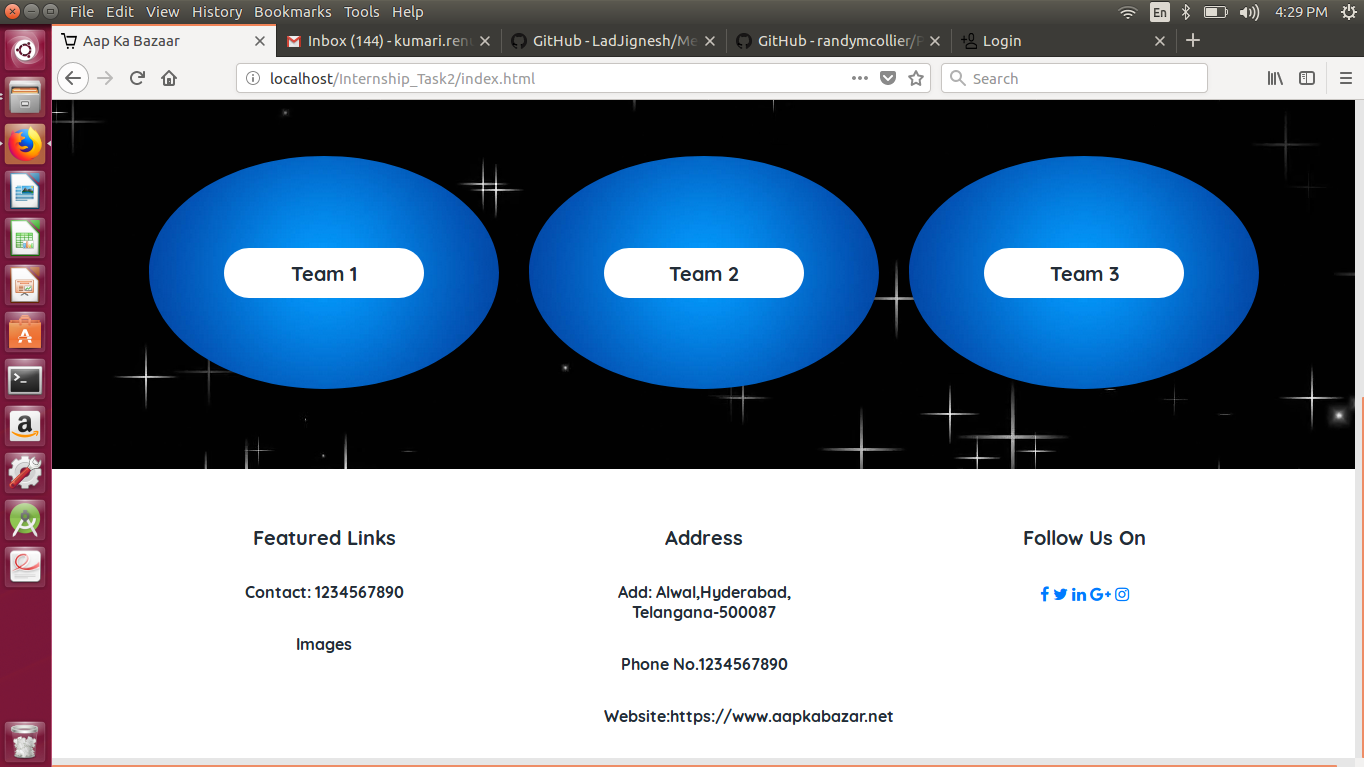 File Edit View History Bookmarks Tools Help
En
4:29 PM
Aap Ka Bazaar
Inbox (144) - kumari.ren
GitHub - LadJignesh/Me
GitHub - randymcollier/P
Login
localhost/Internship_Task2/index.html
Search
Team 1
Team 2
Team 3
Featured Links
Contact: 1234567890
Images
Address
Add: Alwal,Hyderabad,
Telangana-500087
Phone No.1234567890
Website:https://www.aapkabazar.net
Follow Us On